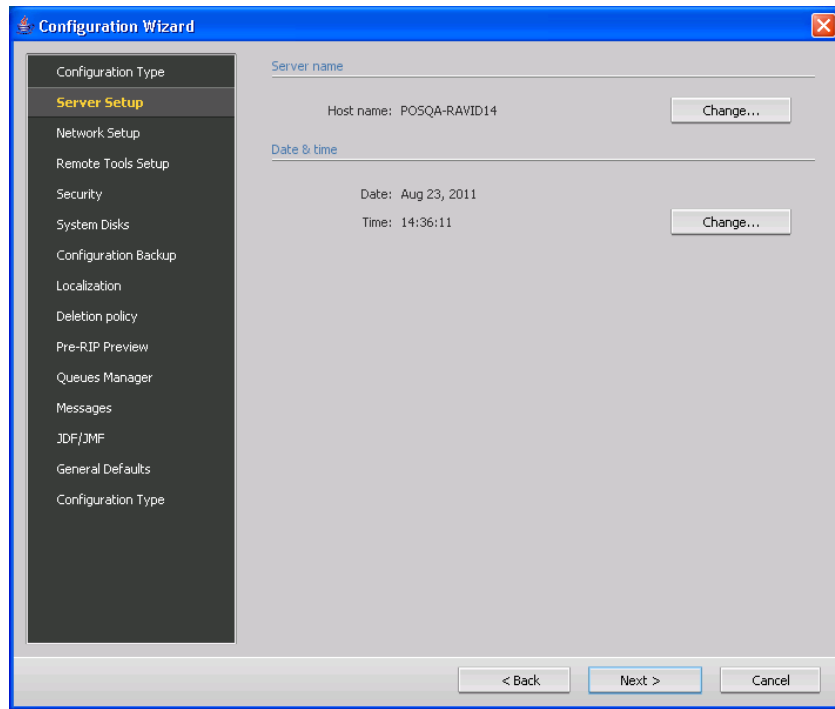 Configuration Wizard
Configuration Type
Server Setup
Network Setup
Remote Tools Setup
Security
System Disks
Configuration Backup
Localization
Deletion policy
Pre-RIP Preview
Queues Manager
Messages
JDF/JMF
General Defaults
Configuration Type
Server name
Host name: POSQA-RAVID14 Change...
Date & time
Date: Aug 23, 2011
Time: 14:36:11 Change...
< Back Next > Cancel